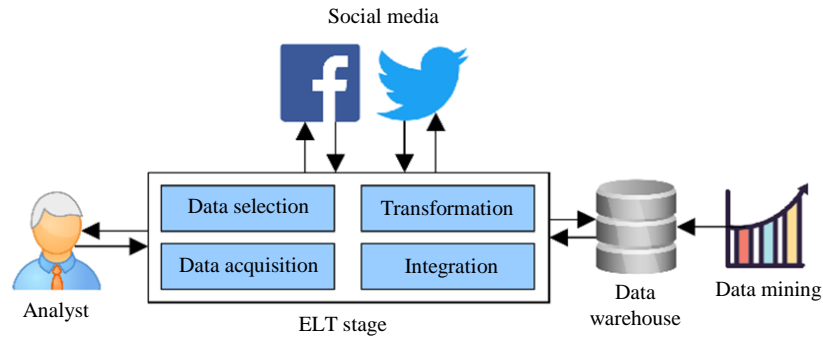 Social media
f
Data selection
Transformation
Data acquisition
Integration
Analyst
ELT stage
Data
warehouse
Data mining